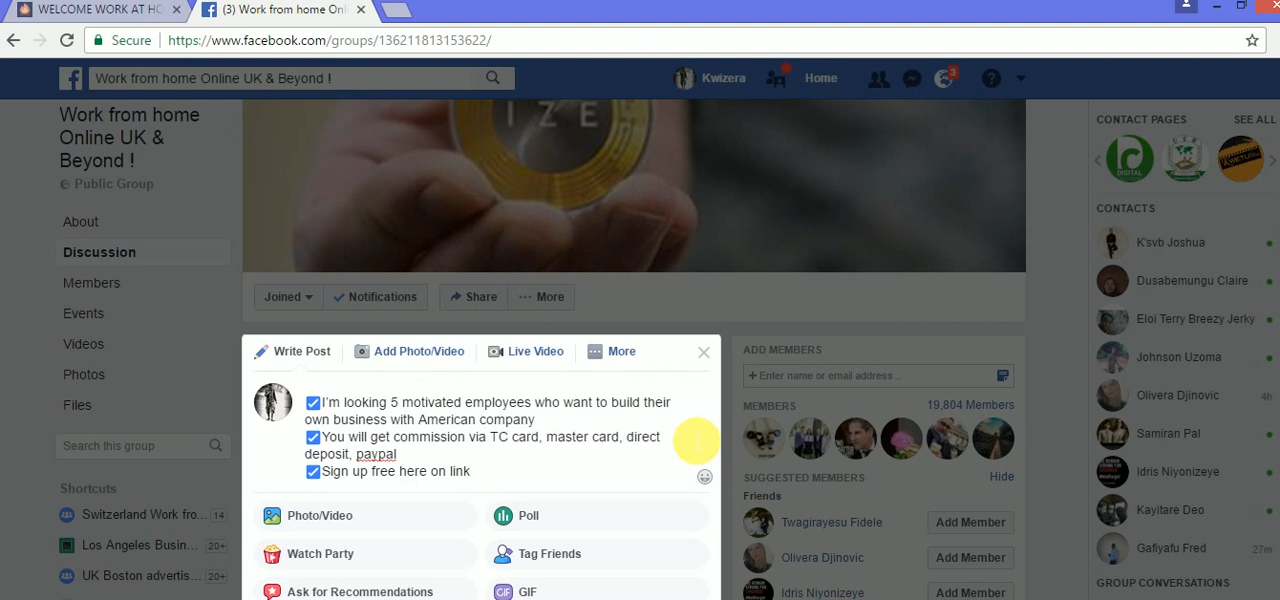 WELCOME WORK AT HO
(3) Work from home Onli
Secure
https://www.facebook.com/groups/136211813153622/
Work from home Online UK & Beyond !
Kwizera
Home
3
Work from home
Online UK &
Beyond !
Public Group
About
Discussion
Members
Events
Videos
Photos
Files
Search this group
Shortcuts
Switzerland Work fro... 14
Los Angeles Busin... 20+
UK Boston advertis... 20+
IZE
Joined
Notifications
Share
More
Write Post
Add Photo/Video
Live Video
More
I'm looking 5 motivated employees who want to build their
own business with American company
You will get commission via TC card, master card, direct
deposit, paypal
Sign up free here on link
Photo/Video
Poll
Watch Party
Tag Friends
Ask for Recommendations
GIF
GIF
ADD MEMBERS
+ Enter name or email address...
MEMBERS
19,804 Members
SUGGESTED MEMBERS
Hide
Friends
Twagirayesu Fidele
Add Member
Olivera Djinovic
Add Member
Idris Niyonizeye
Add Member
CONTACT PAGES
SEE ALL
DIGITAL
CONTACTS
K'svb Joshua
Dusabemungu Claire
Eloi Terry Breezy Jerky
Johnson Uzoma
Olivera Djinovic 4h
Samiran Pal
Idris Niyonizeye
Kayitare Deo
Gafiyafu Fred 27m
GROUP CONVERSATIONS